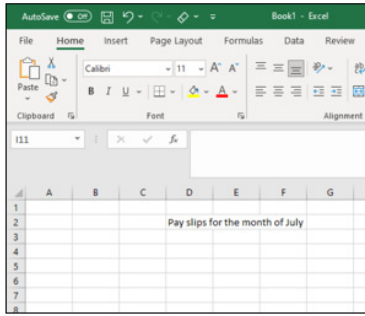 AutoSave Off Book1 - Excel
File Home Insert Page Layout Formulas Data Review
Paste Calibri 11 A A
B I U A
Clipboard Font Alignment
I11 fx
A B C D E F G
1
2 Pay slips for the month of July
3
4
5
6
7
8